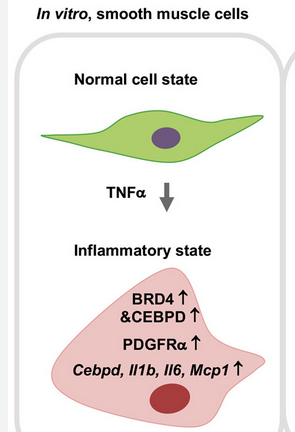 In vitro, smooth muscle cells
Normal cell state
TNFα
Inflammatory state
BRD4↑
&CEBPD↑
PDGFRα↑
Cebpd, Il1b, Il6, Mcp1↑